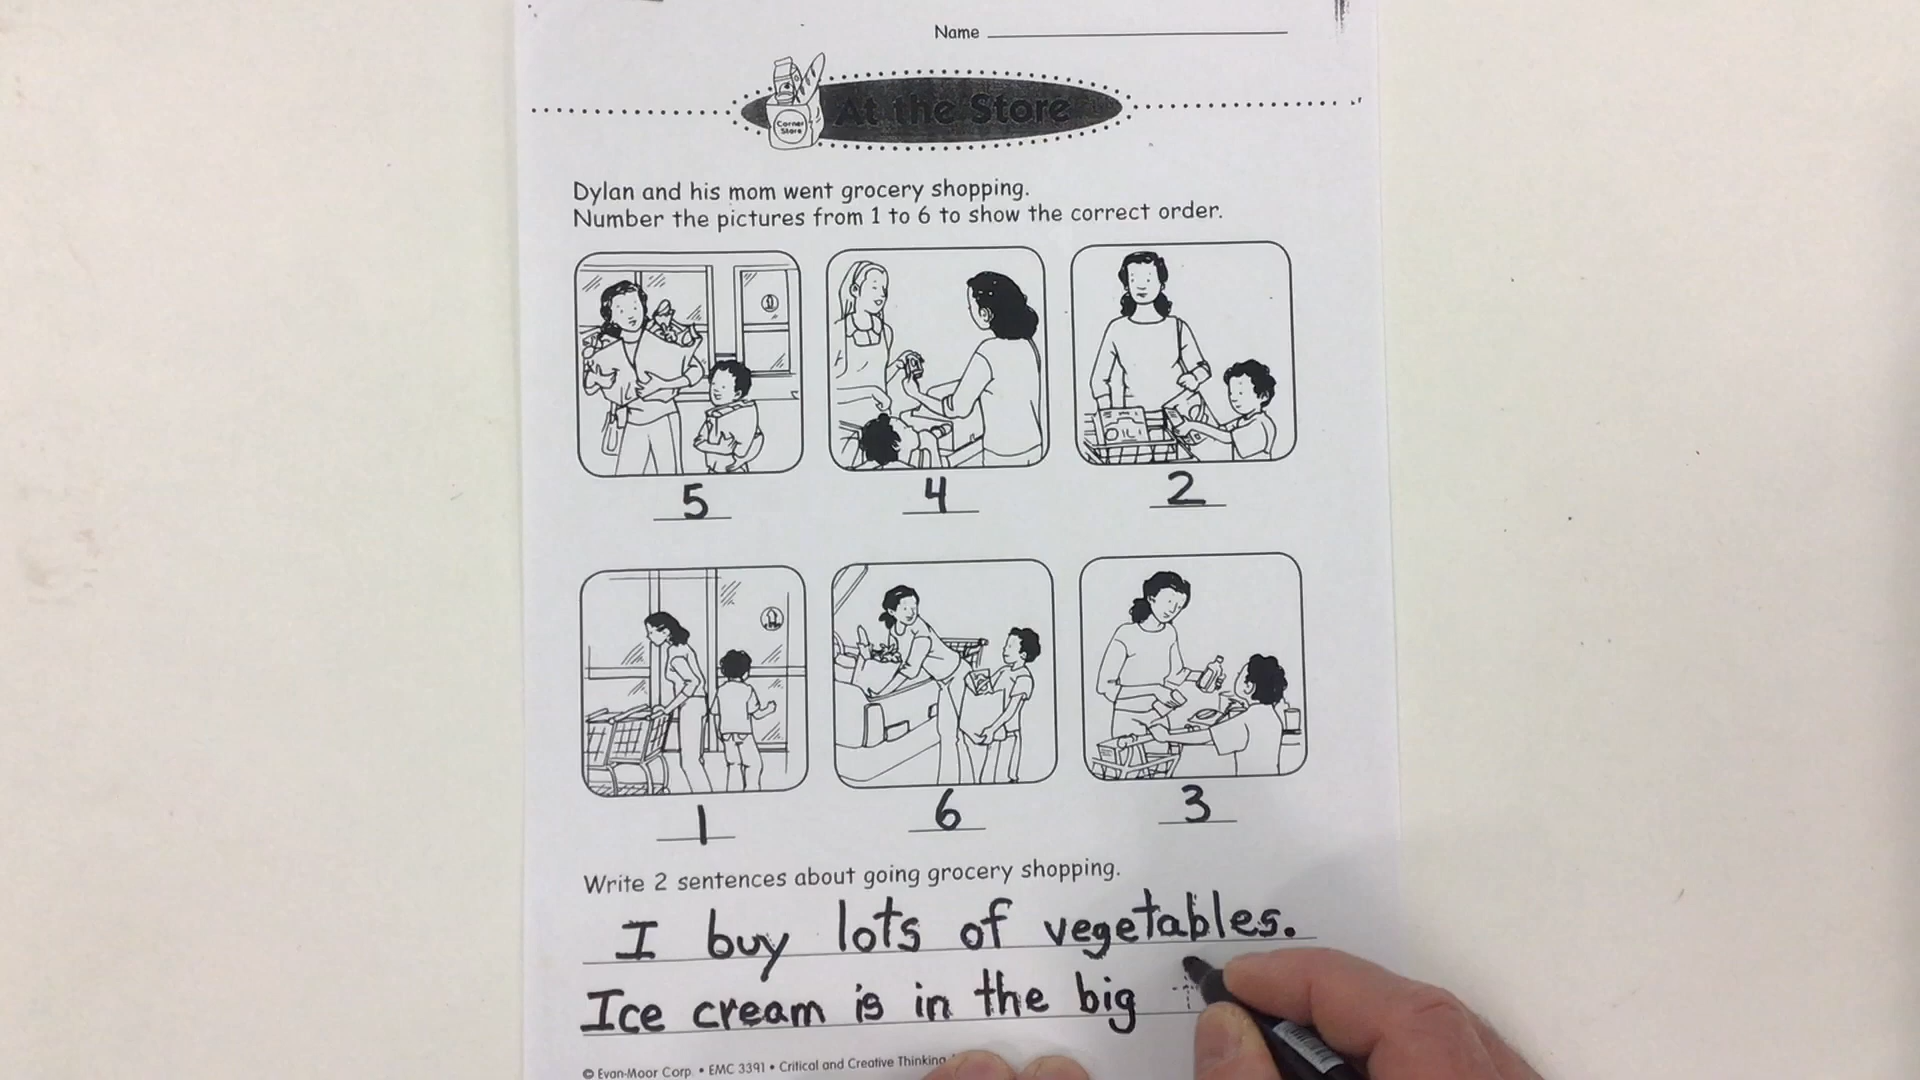 Name
Corner
Store
At the Store
Dylan and his mom went grocery shopping.
Number the pictures from 1 to 6 to show the correct order.
OIL
5 4 2
1 6 3
Write 2 sentences about going grocery shopping.
I buy lots of vegetables.
Ice cream is in the big
© Evan-Moor Corp. • EMC 3391 • Critical and Creative Thinking